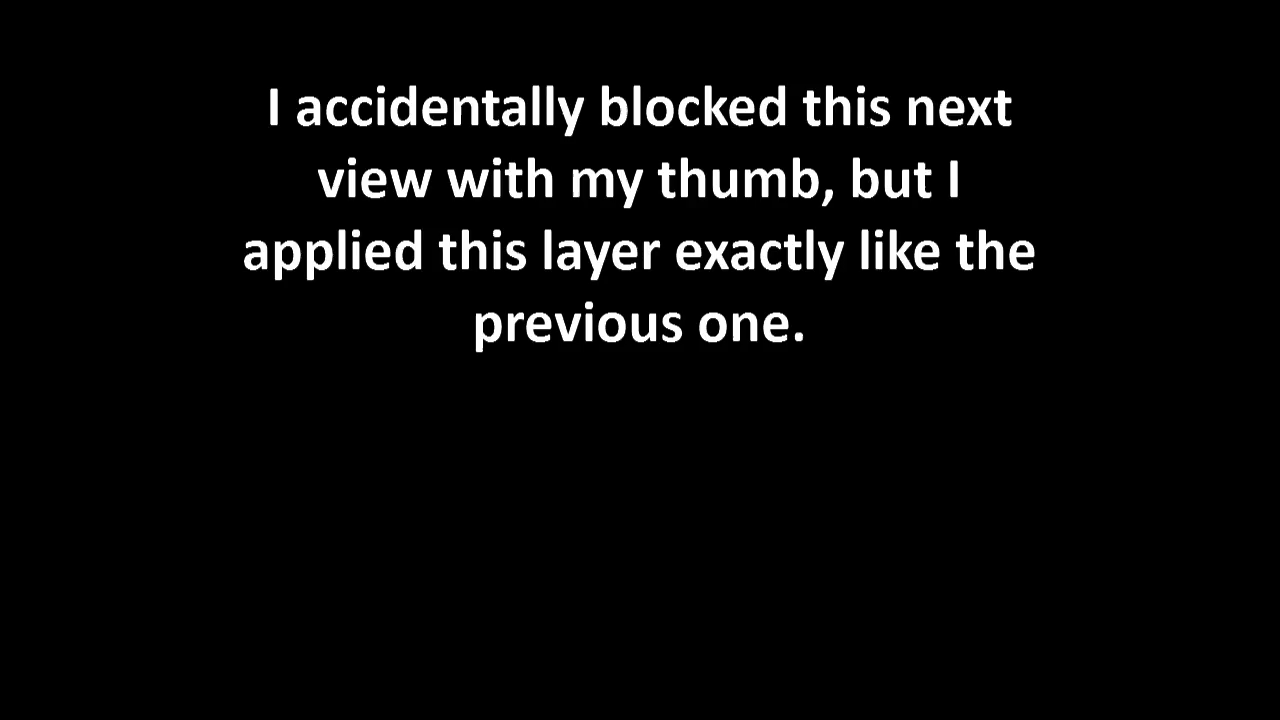 I accidentally blocked this next
view with my thumb, but I
applied this layer exactly like the
previous one.